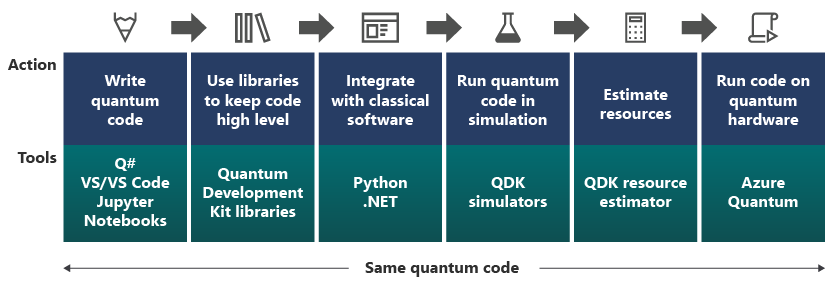 Action
Write
quantum
code
Use libraries
to keep code
high level
Integrate
with classical
software
Run quantum
code in
simulation
Estimate
resources
Run code on
quantum
hardware
Tools
Q#
VS/VS Code
Jupyter
Notebooks
Quantum
Development
Kit libraries
Python
.NET
QDK
simulators
QDK resource
estimator
Azure
Quantum
Same quantum code